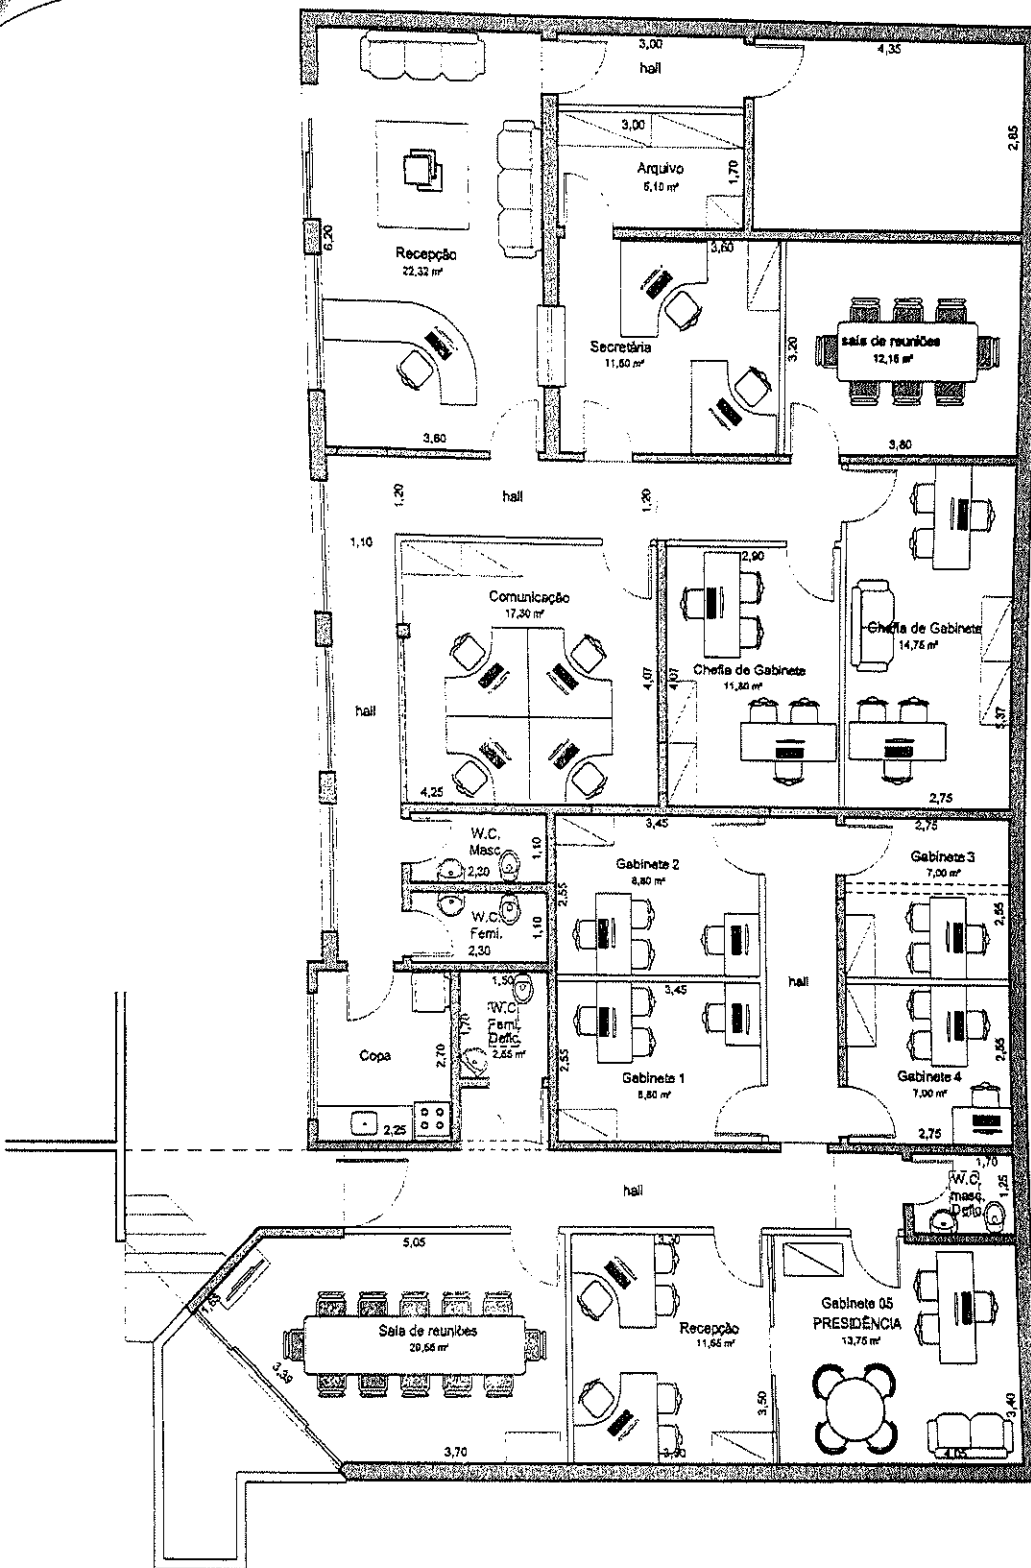 3,00
hall
4,35
2,85
3,00
Arquivo
5,10 m²
1,70
6,20
Recepção
22,32 m²
3,60
Secretária
11,50 m²
3,20
sala de reuniões
12,16 m²
3,60
3,80
1,20
hall
1,20
1,10
2,90
Comunicação
17,30 m²
Chefia de Gabinete
14,75 m²
Chefia de Gabinete
11,80 m²
4,07
4,07
5,37
hall
4,25
2,75
3,45
2,75
W.C.
Masc.
2,30
1,10
Gabinete 2
8,80 m²
2,55
Gabinete 3
7,00 m²
2,55
W.C.
Femi.
2,30
1,10
hall
1,50
W.C.
Femi.
Defic.
2,55 m²
1,70
3,45
Copa
2,70
2,25
2,55
Gabinete 1
8,80 m²
2,55
Gabinete 4
7,00 m²
2,75
hall
1,70
W.C.
masc.
Defic.
1,25
5,05
1,65
Sala de reuniões
20,56 m²
3,39
3,70
Recepção
11,55 m²
3,50
3,30
Gabinete 05
PRESIDÊNCIA
13,75 m²
3,40
4,05